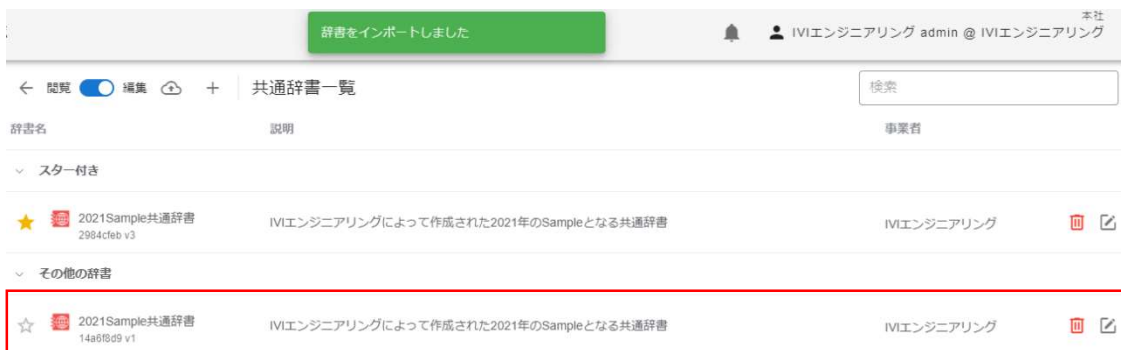 辞書をインポートしました
本社
IVIエンジニアリング admin @ IVIエンジニアリング
閲覧 編集 共通辞書一覧 検索
辞書名 説明 事業者
スター付き
2021Sample共通辞書 IVIエンジニアリングによって作成された2021年のSampleとなる共通辞書 IVIエンジニアリング
2984cfeb v3
その他の辞書
2021Sample共通辞書 IVIエンジニアリングによって作成された2021年のSampleとなる共通辞書 IVIエンジニアリング
14a6f8d9 v1